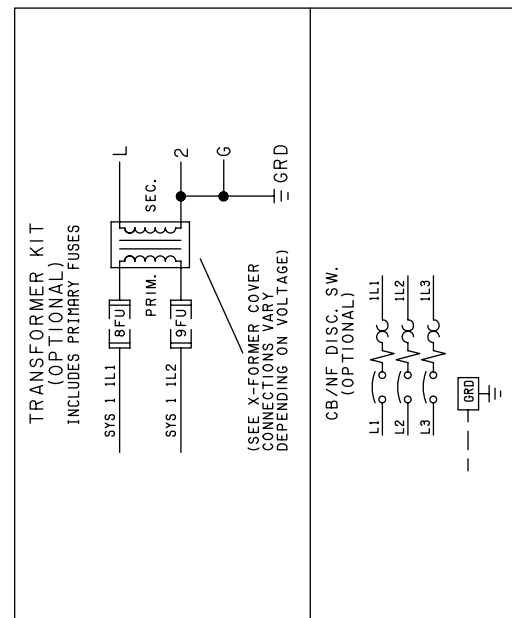 TRANSFORMER KIT
(OPTIONAL)
INCLUDES PRIMARY FUSES
SYS 1 1L1
8FU
L
PRIM.
SEC.
SYS 1 1L2
9FU
2
G
GRD
(SEE X-FORMER COVER
CONNECTIONS VARY
DEPENDING ON VOLTAGE)
CB/NF DISC. SW.
(OPTIONAL)
L1
1L1
L2
1L2
L3
1L3
GRD